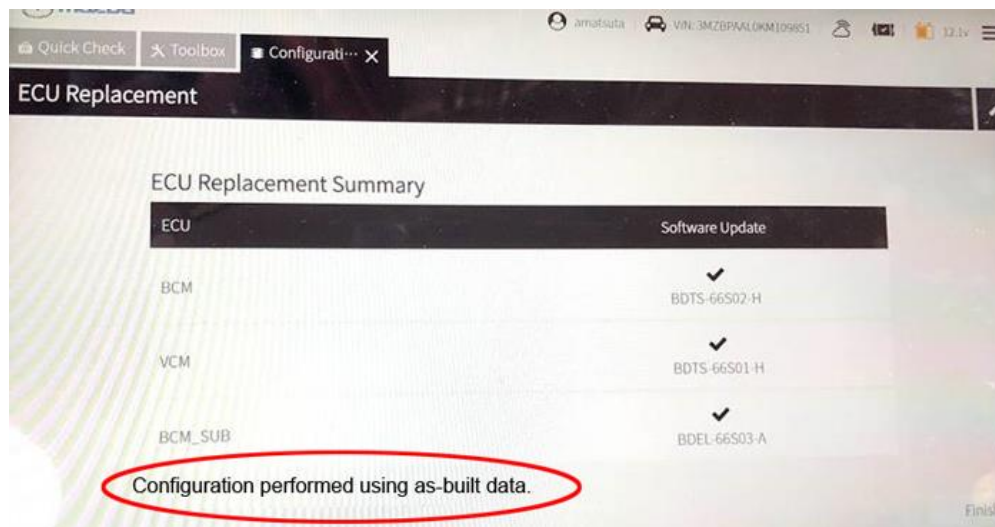 amatsuta VIN: 3MZBPAAL0KM109851 12.1v
Quick Check Toolbox Configurati··· ×
ECU Replacement
ECU Replacement Summary
ECU Software Update
BCM
BDTS-66S02-H
VCM
BDTS-66S01-H
BCM_SUB
BDEL-66S03-A
Configuration performed using as-built data.